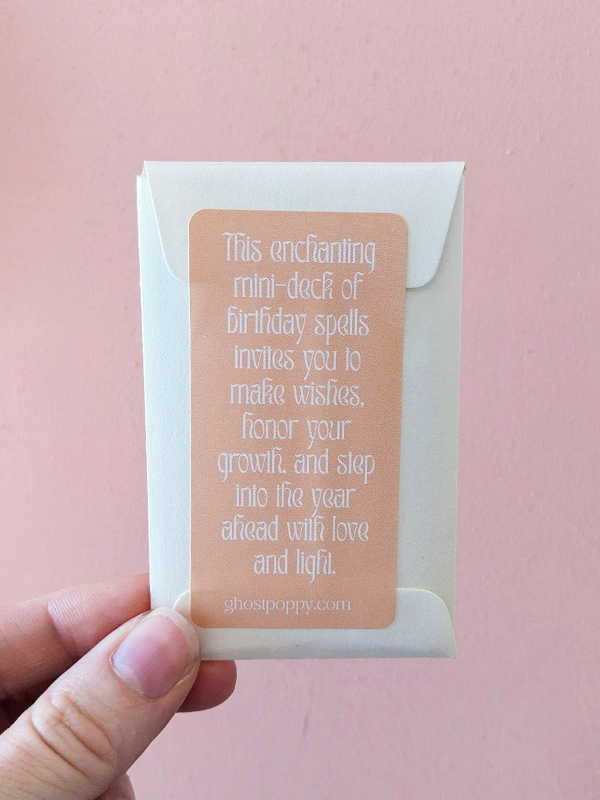 This enchanting
mini-deck of
birthday spells
invites you to
make wishes,
honor your
growth, and step
into the year
ahead with love
and light.
ghostpoppy.com